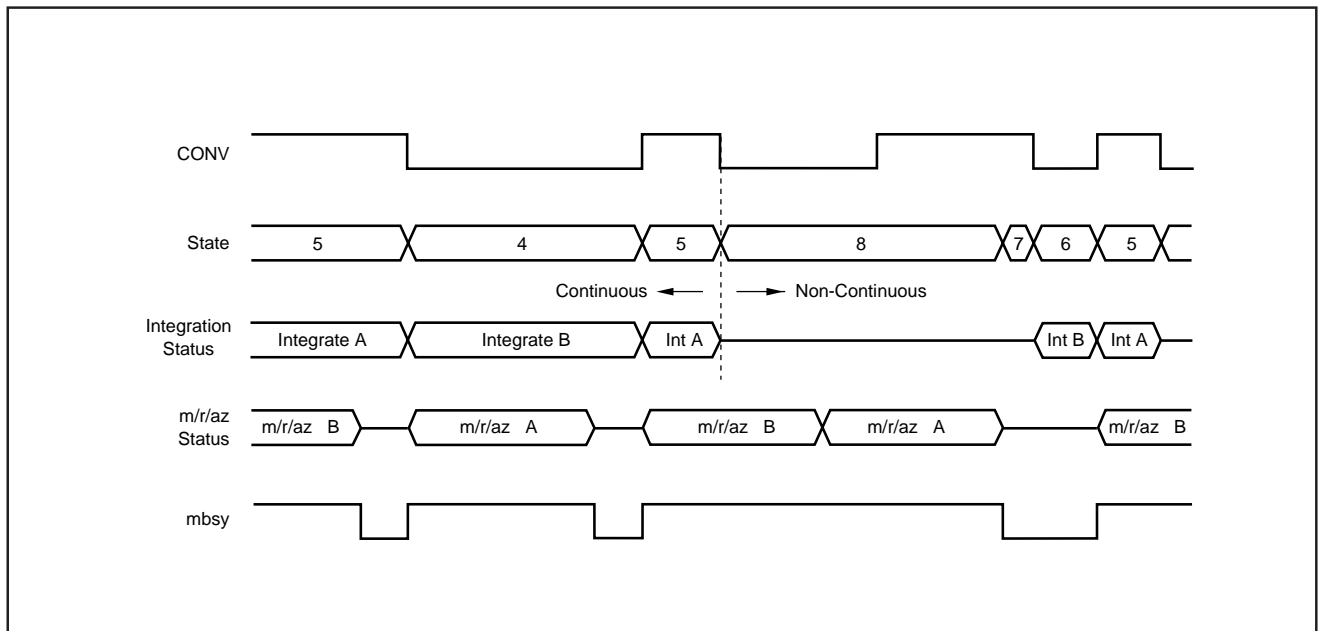 CONV
State
5
4
5
8
7
6
5
Continuous
Non-Continuous
Integration
Status
Integrate A
Integrate B
Int A
Int B
Int A
m/r/az
Status
m/r/az B
m/r/az A
m/r/az B
m/r/az A
m/r/az B
mbsy